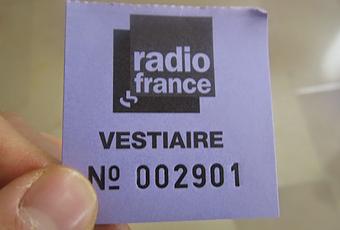 radio
france
VESTIAIRE
Nº 002901